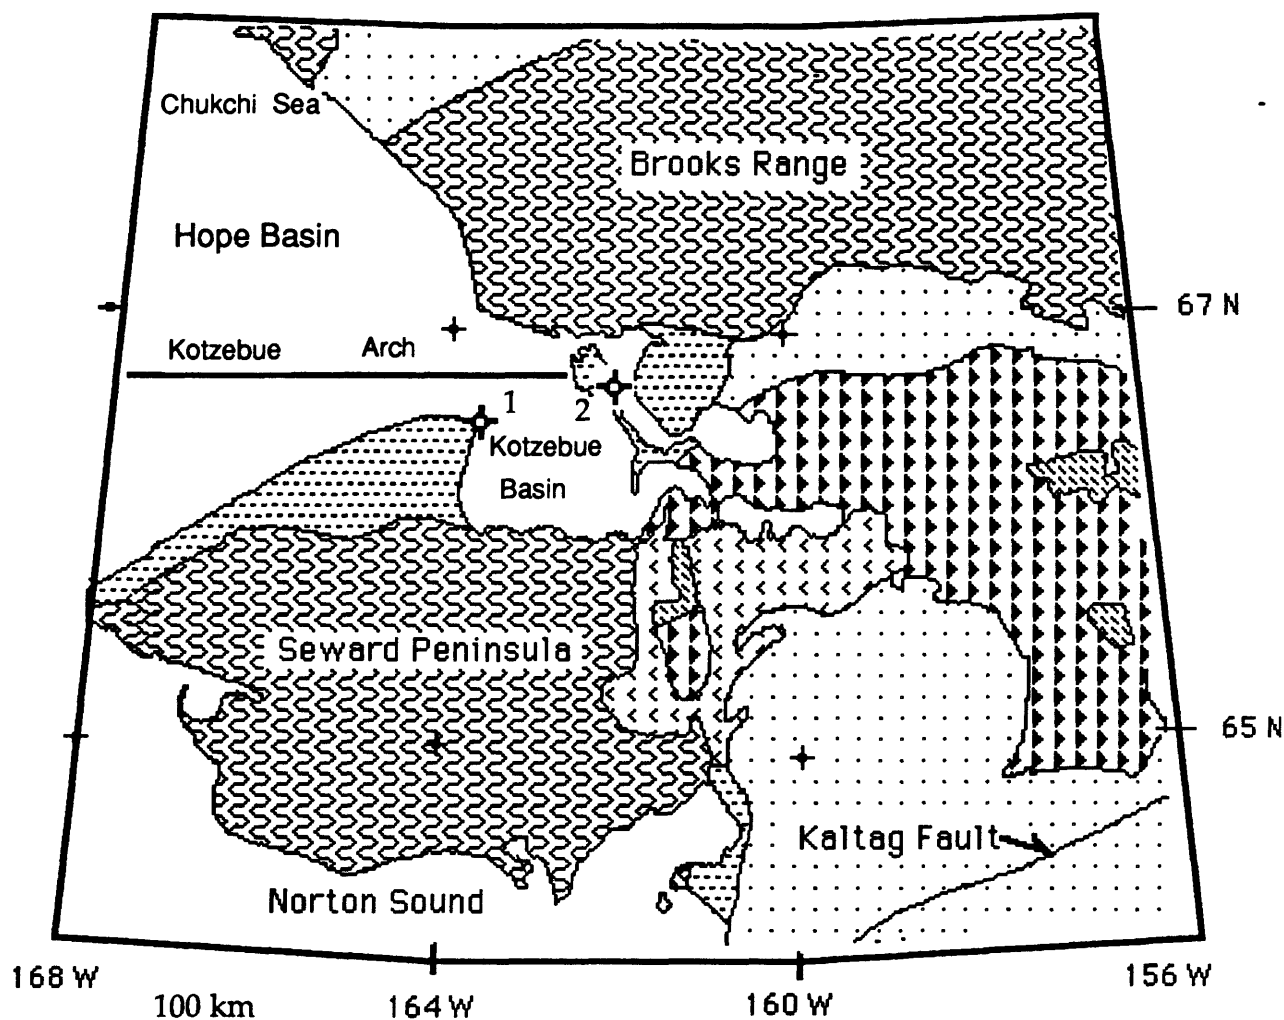 Chukchi Sea
Brooks Range
Hope Basin
67 N
Kotzebue Arch
1
2
Kotzebue
Basin
Seward Peninsula
65 N
Kaltag Fault
Norton Sound
168 W
156 W
100 km
164 W
160 W